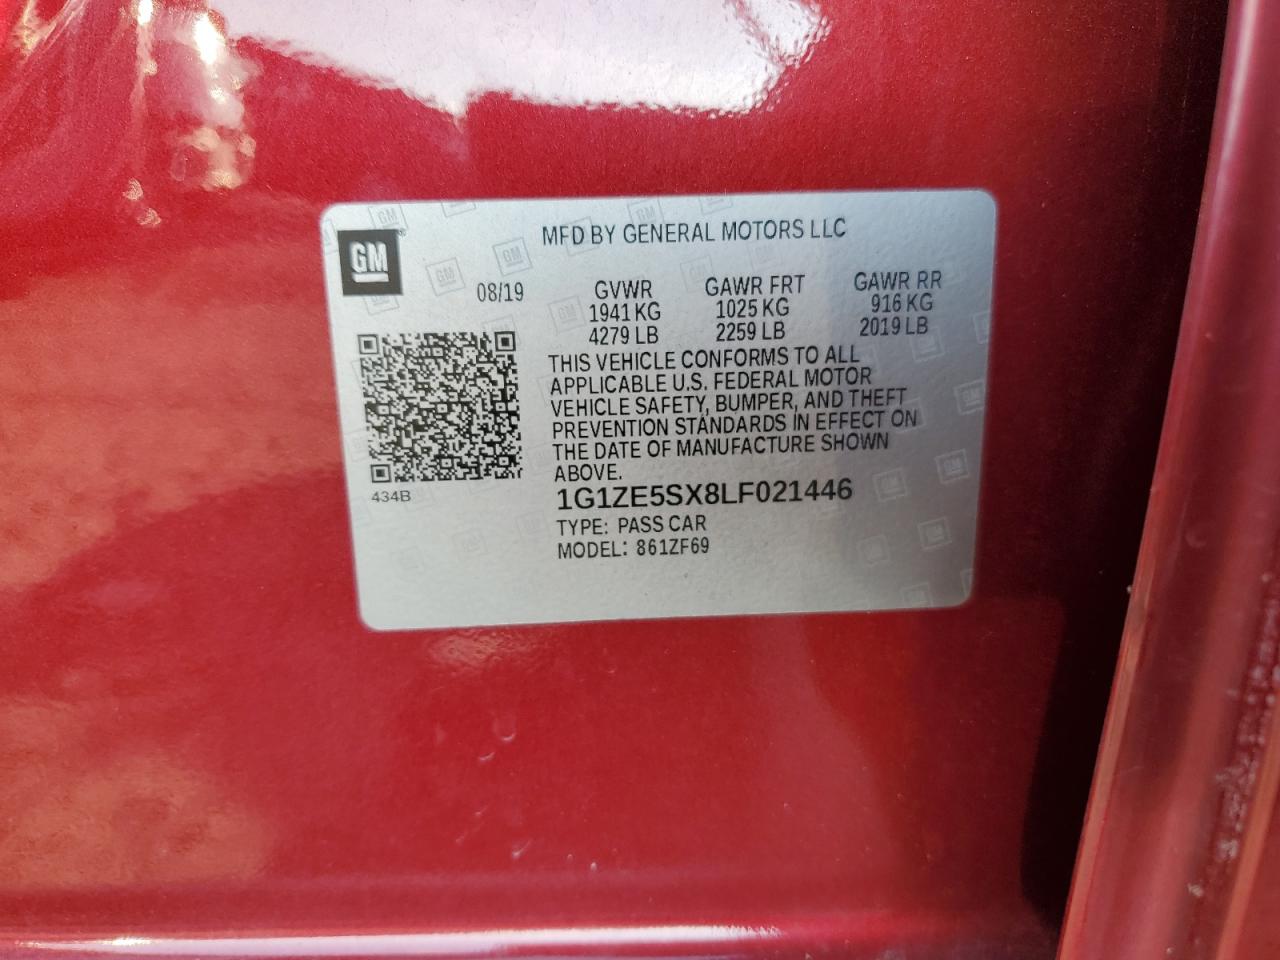 MFD BY GENERAL MOTORS LLC
GM
08/19
GVWR GAWR FRT GAWR RR
1941 KG 1025 KG 916 KG
4279 LB 2259 LB 2019 LB
THIS VEHICLE CONFORMS TO ALL
APPLICABLE U.S. FEDERAL MOTOR
VEHICLE SAFETY, BUMPER, AND THEFT
PREVENTION STANDARDS IN EFFECT ON
THE DATE OF MANUFACTURE SHOWN
ABOVE.
434B
1G1ZE5SX8LF021446
TYPE: PASS CAR
MODEL: 861ZF69